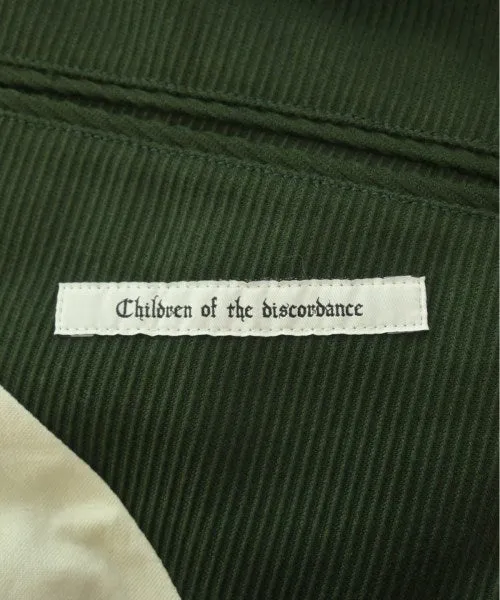 Children of the discordance